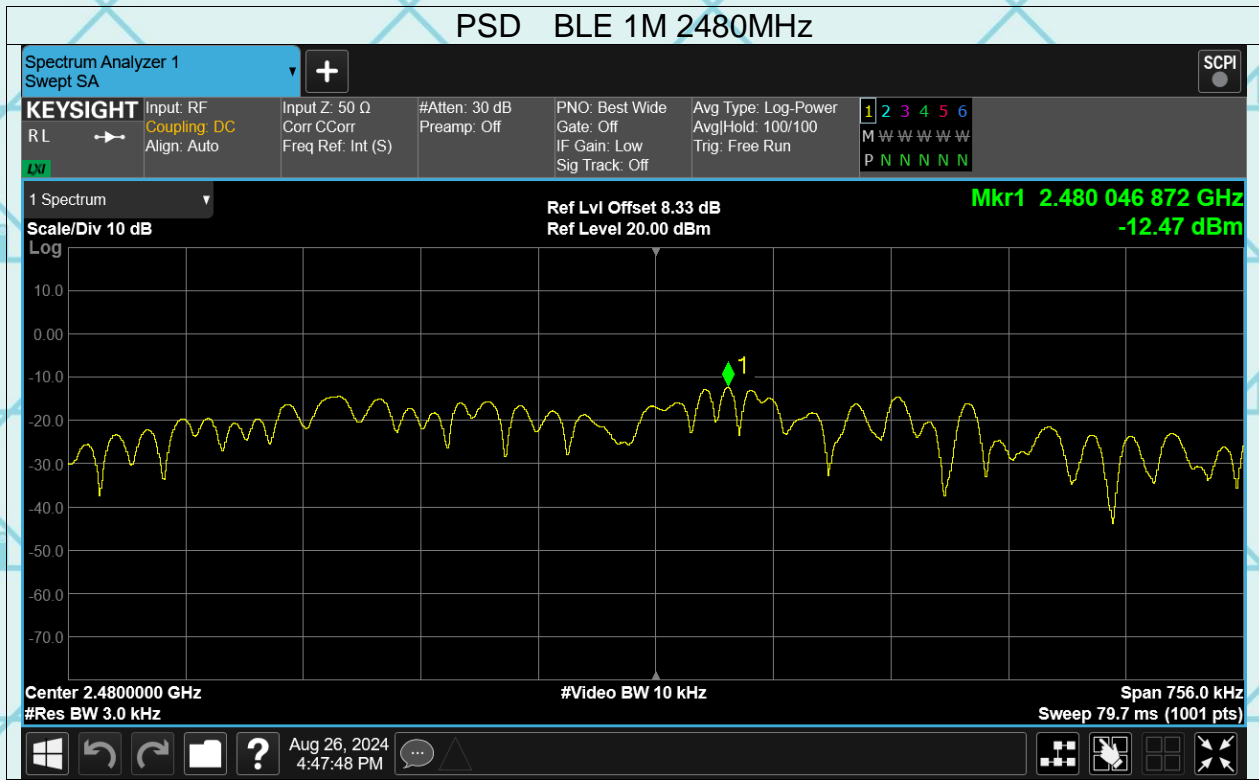 PSD BLE 1M 2480MHz
Spectrum Analyzer 1
Swept SA
SCPI
KEYSIGHT
R L
LXI
Input: RF
Coupling: DC
Align: Auto
Input Z: 50 Ω
Corr CCorr
Freq Ref: Int (S)
#Atten: 30 dB
Preamp: Off
PNO: Best Wide
Gate: Off
IF Gain: Low
Sig Track: Off
Avg Type: Log-Power
Avg|Hold: 100/100
Trig: Free Run
1 2 3 4 5 6
M W W W W W
P N N N N N
1 Spectrum
Scale/Div 10 dB
Log
Ref Lvl Offset 8.33 dB
Ref Level 20.00 dBm
Mkr1 2.480 046 872 GHz
-12.47 dBm
10.0
0.00
-10.0
-20.0
-30.0
-40.0
-50.0
-60.0
-70.0
1
Center 2.4800000 GHz
#Res BW 3.0 kHz
#Video BW 10 kHz
Span 756.0 kHz
Sweep 79.7 ms (1001 pts)
?
Aug 26, 2024
4:47:48 PM